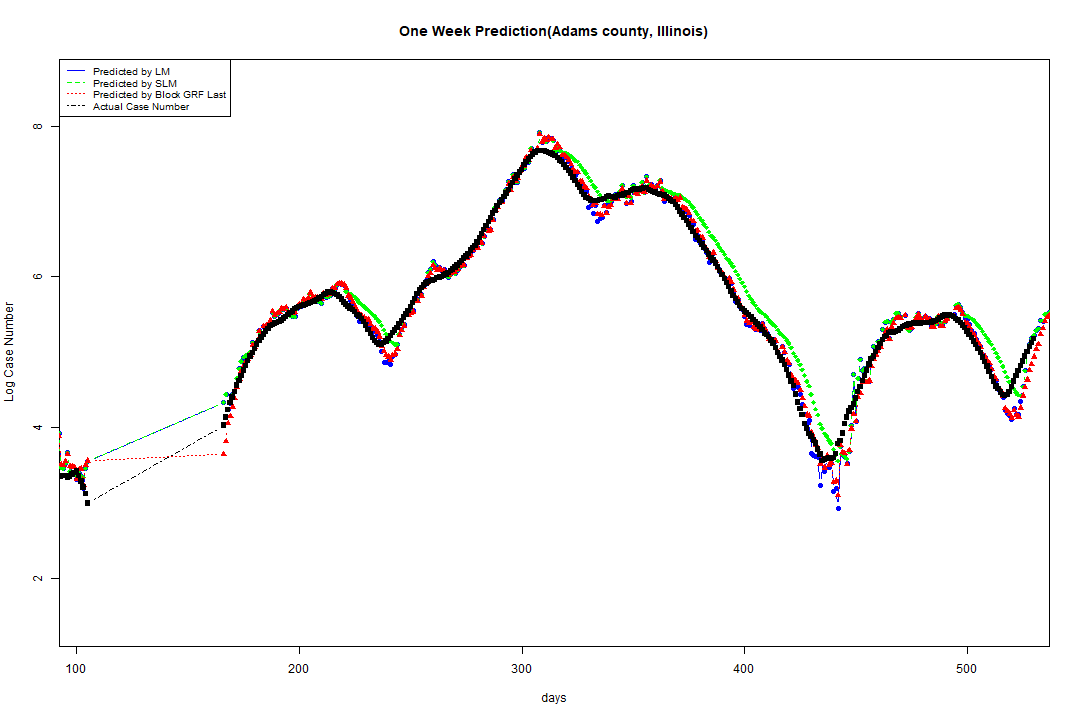 One Week Prediction(Adams county, Illinois)
Predicted by LM
Predicted by SLM
Predicted by Block GRF Last
Actual Case Number
8
6
4
2
Log Case Number
100 200 300 400 500
days